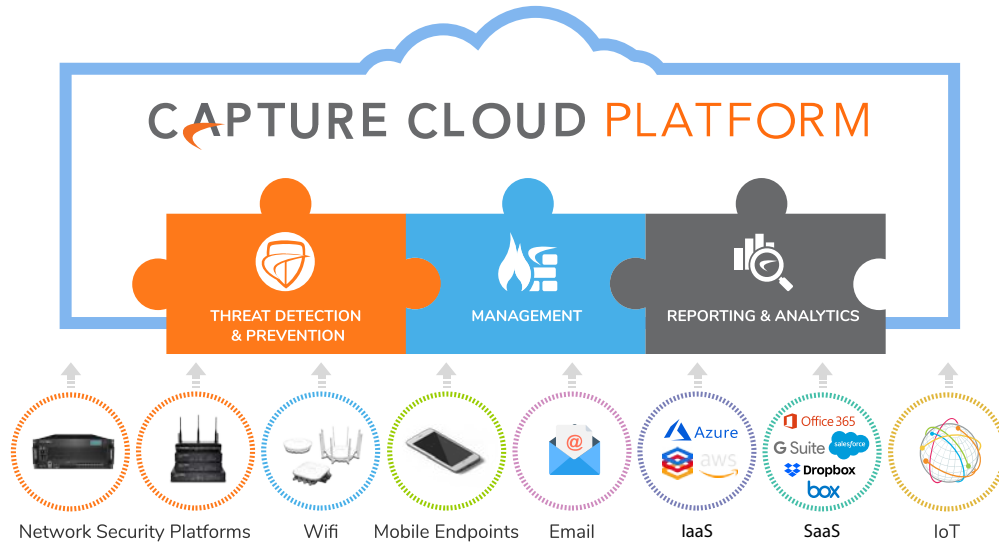 CAPTURE CLOUD PLATFORM
THREAT DETECTION
& PREVENTION
MANAGEMENT
REPORTING & ANALYTICS
@
Azure
aws
Office 365
G Suite
salesforce
Dropbox
box
Network Security Platforms
Wifi
Mobile Endpoints
Email
IaaS
SaaS
IoT